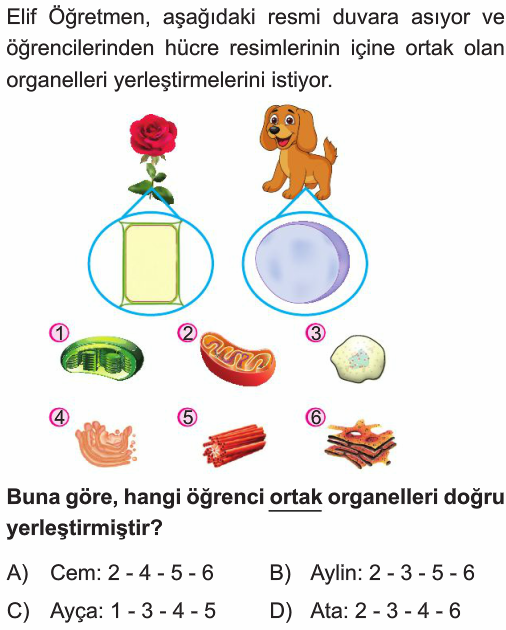 Elif Öğretmen, aşağıdaki resmi duvara asıyor ve
öğrencilerinden hücre resimlerinin içine ortak olan
organelleri yerleştirmelerini istiyor.
1 2 3
4 5 6
Buna göre, hangi öğrenci ortak organelleri doğru
yerleştirmiştir?
A) Cem: 2 - 4 - 5 - 6 B) Aylin: 2 - 3 - 5 - 6
C) Ayça: 1 - 3 - 4 - 5 D) Ata: 2 - 3 - 4 - 6